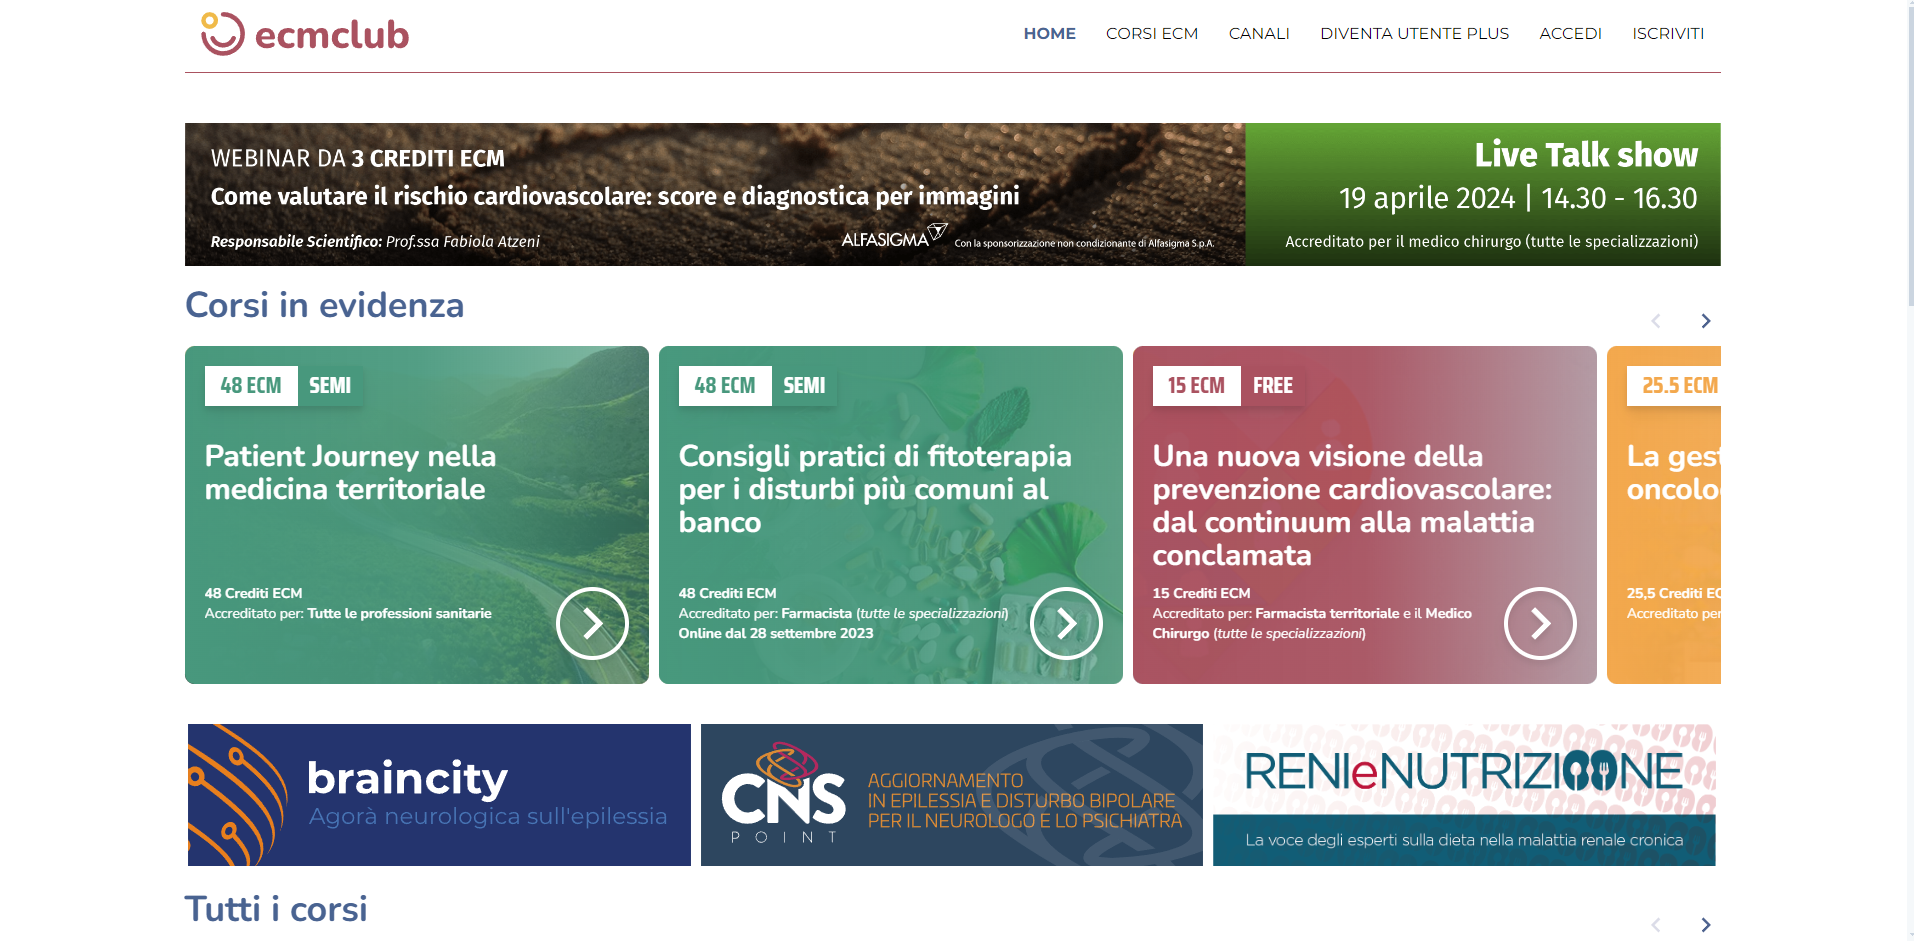 ecmclub
HOME
CORSI ECM
CANALI
DIVENTA UTENTE PLUS
ACCEDI
ISCRIVITI
WEBINAR DA 3 CREDITI ECM
Come valutare il rischio cardiovascolare: score e diagnostica per immagini
Responsabile Scientifico: Prof.ssa Fabiola Atzeni
ALFASIGMA
Con la sponsorizzazione non condizionante di Alfasigma S.p.A.
Live Talk show
19 aprile 2024 | 14.30 - 16.30
Accreditato per il medico chirurgo (tutte le specializzazioni)
Corsi in evidenza
48 ECM SEMI
Patient Journey nella
medicina territoriale
48 Crediti ECM
Accreditato per: Tutte le professioni sanitarie
48 ECM SEMI
Consigli pratici di fitoterapia
per i disturbi più comuni al
banco
48 Crediti ECM
Accreditato per: Farmacista (tutte le specializzazioni)
Online dal 28 settembre 2023
15 ECM FREE
Una nuova visione della
prevenzione cardiovascolare:
dal continuum alla malattia
conclamata
15 Crediti ECM
Accreditato per: Farmacista territoriale e il Medico
Chirurgo (tutte le specializzazioni)
25.5 ECM
La gest
oncolo
25,5 Crediti EC
Accreditato per
braincity
Agorà neurologica sull'epilessia
CNS
POINT
AGGIORNAMENTO
IN EPILESSIA E DISTURBO BIPOLARE
PER IL NEUROLOGO E LO PSICHIATRA
RENIeNUTRIZIOONE
La voce degli esperti sulla dieta nella malattia renale cronica
Tutti i corsi